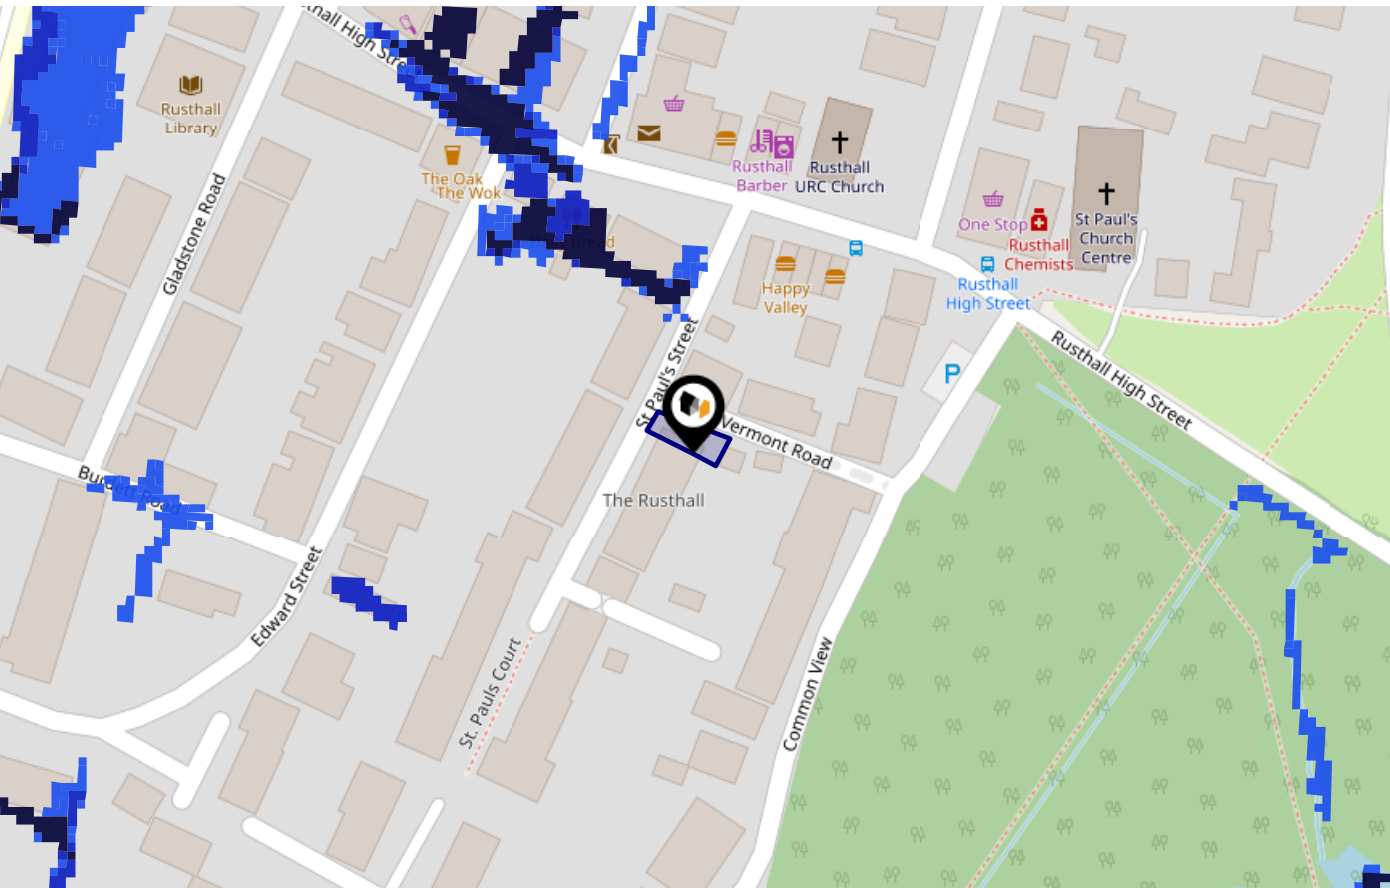 Rusthall
Library
The Oak
The Wok
Rusthall
Barber
Rusthall
URC Church
One Stop
Rusthall
Chemists
St Paul's
Church
Centre
Rusthall
High Street
Happy
Valley
P
Gladstone Road
Rusthall High Street
St Paul's Street
Vermont Road
The Rusthall
Burdett Road
Edward Street
St. Pauls Court
Common View